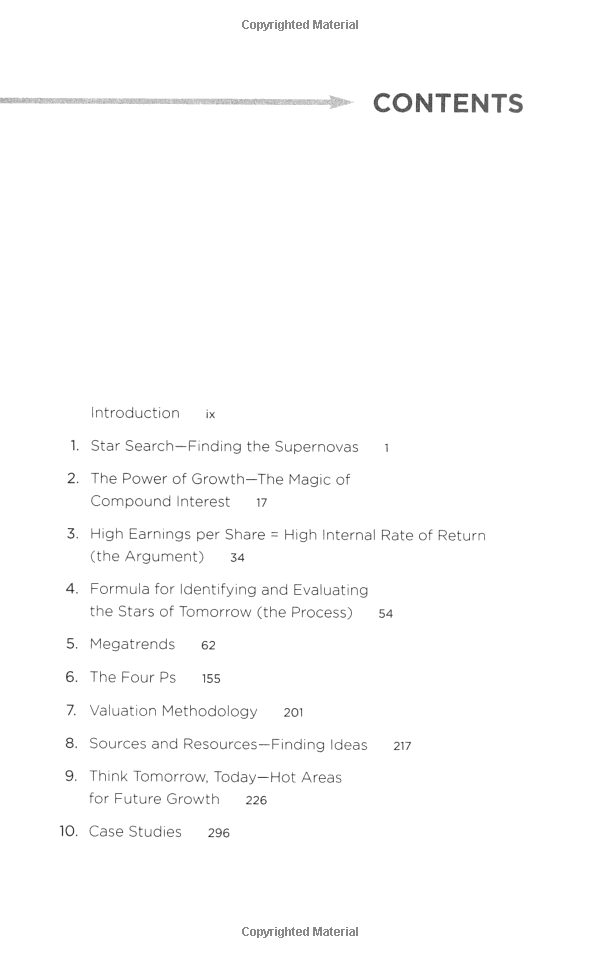 Copyrighted Material
CONTENTS
Introduction ix
1. Star Search—Finding the Supernovas 1
2. The Power of Growth—The Magic of
Compound Interest 17
3. High Earnings per Share = High Internal Rate of Return
(the Argument) 34
4. Formula for Identifying and Evaluating
the Stars of Tomorrow (the Process) 54
5. Megatrends 62
6. The Four Ps 155
7. Valuation Methodology 201
8. Sources and Resources—Finding Ideas 217
9. Think Tomorrow, Today—Hot Areas
for Future Growth 226
10. Case Studies 296
Copyrighted Material